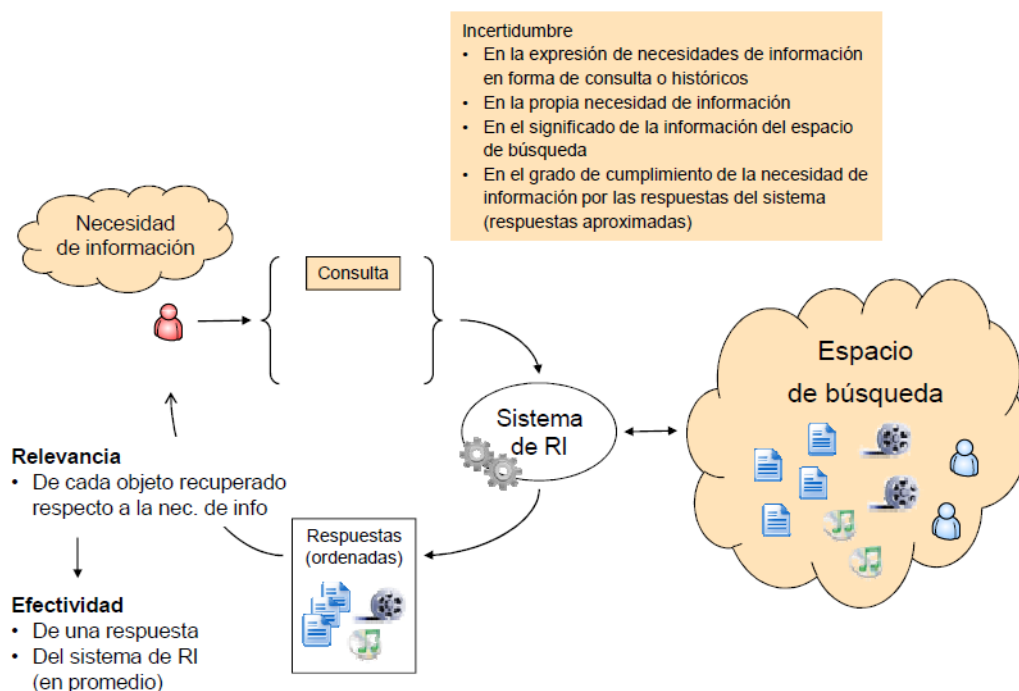 Incertidumbre
• En la expresión de necesidades de información
en forma de consulta o históricos
• En la propia necesidad de información
• En el significado de la información del espacio
de búsqueda
• En el grado de cumplimiento de la necesidad de
información por las respuestas del sistema
(respuestas aproximadas)
Necesidad
de información
Consulta
Espacio
de búsqueda
Sistema
de RI
Relevancia
• De cada objeto recuperado
respecto a la nec. de info
Respuestas
(ordenadas)
Efectividad
• De una respuesta
• Del sistema de RI
(en promedio)